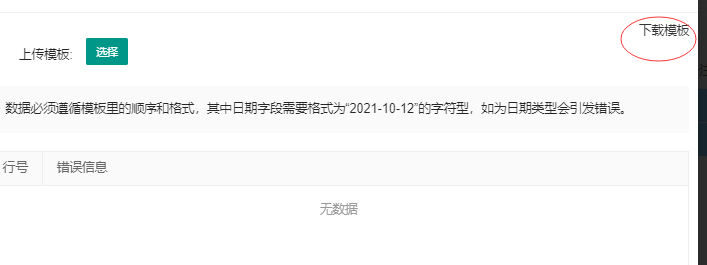 下载模板
上传模板: 选择
数据必须遵循模板里的顺序和格式，其中日期字段需要格式为“2021-10-12”的字符型，如为日期类型会引发错误。
行号 错误信息
无数据